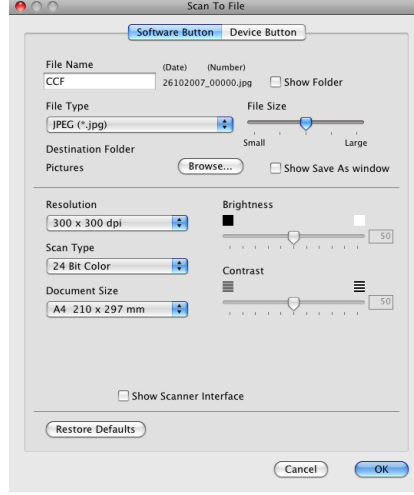 Scan To File
Software Button Device Button
File Name (Date) (Number)
CCF 26102007_00000.jpg Show Folder
File Type File Size
JPEG (*.jpg)
Small Large
Destination Folder
Pictures Browse... Show Save As window
Resolution Brightness
300 x 300 dpi
50
Scan Type
24 Bit Color
Contrast
Document Size
A4 210 x 297 mm
50
Show Scanner Interface
Restore Defaults
Cancel OK